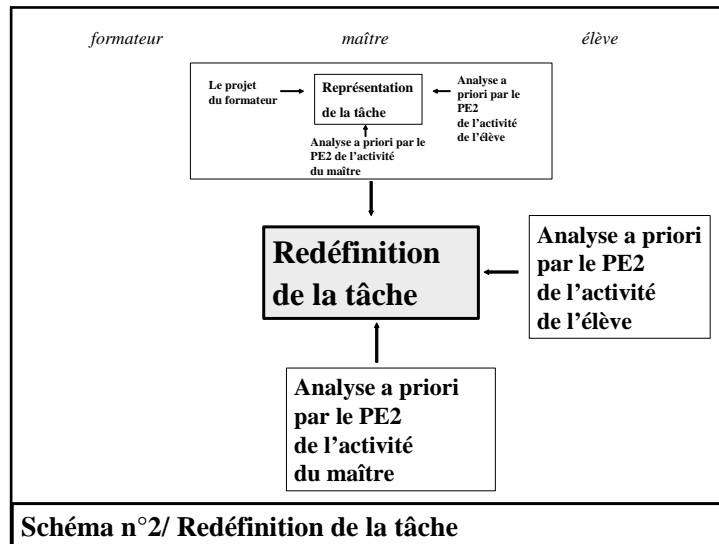 formateur maître élève
Le projet
du formateur
Représentation
de la tâche
Analyse a
priori par le
PE2
de l'activité
de l'élève
Analyse a priori par le
PE2 de l'activité
du maître
Redéfinition
de la tâche
Analyse a priori
par le PE2
de l'activité
de l'élève
Analyse a priori
par le PE2
de l'activité
du maître
Schéma n°2/ Redéfinition de la tâche